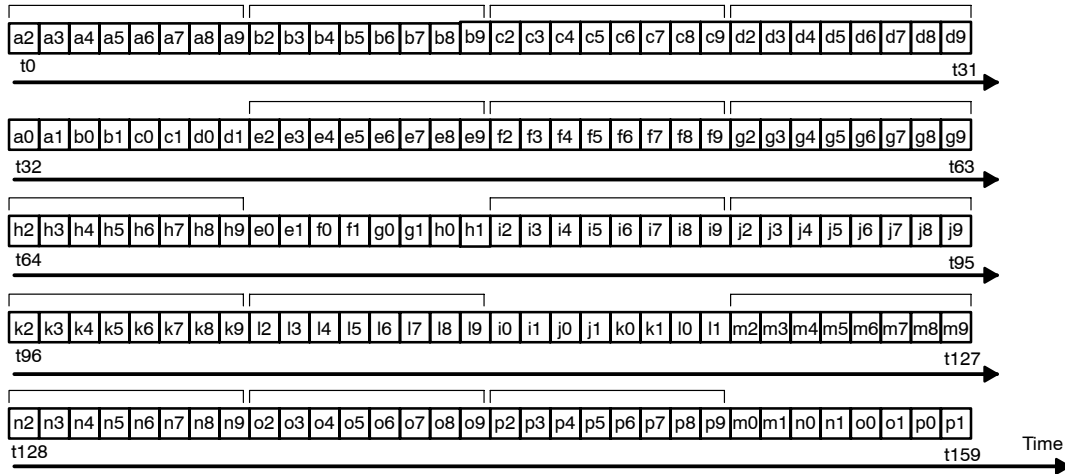 a2 a3 a4 a5 a6 a7 a8 a9 b2 b3 b4 b5 b6 b7 b8 b9 c2 c3 c4 c5 c6 c7 c8 c9 d2 d3 d4 d5 d6 d7 d8 d9
t0 t31
a0 a1 b0 b1 c0 c1 d0 d1 e2 e3 e4 e5 e6 e7 e8 e9 f2 f3 f4 f5 f6 f7 f8 f9 g2 g3 g4 g5 g6 g7 g8 g9
t32 t63
h2 h3 h4 h5 h6 h7 h8 h9 e0 e1 f0 f1 g0 g1 h0 h1 i2 i3 i4 i5 i6 i7 i8 i9 j2 j3 j4 j5 j6 j7 j8 j9
t64 t95
k2 k3 k4 k5 k6 k7 k8 k9 l2 l3 l4 l5 l6 l7 l8 l9 i0 i1 j0 j1 k0 k1 l0 l1 m2 m3 m4 m5 m6 m7 m8 m9
t96 t127
n2 n3 n4 n5 n6 n7 n8 n9 o2 o3 o4 o5 o6 o7 o8 o9 p2 p3 p4 p5 p6 p7 p8 p9 m0 m1 n0 n1 o0 o1 p0 p1
t128 t159 Time